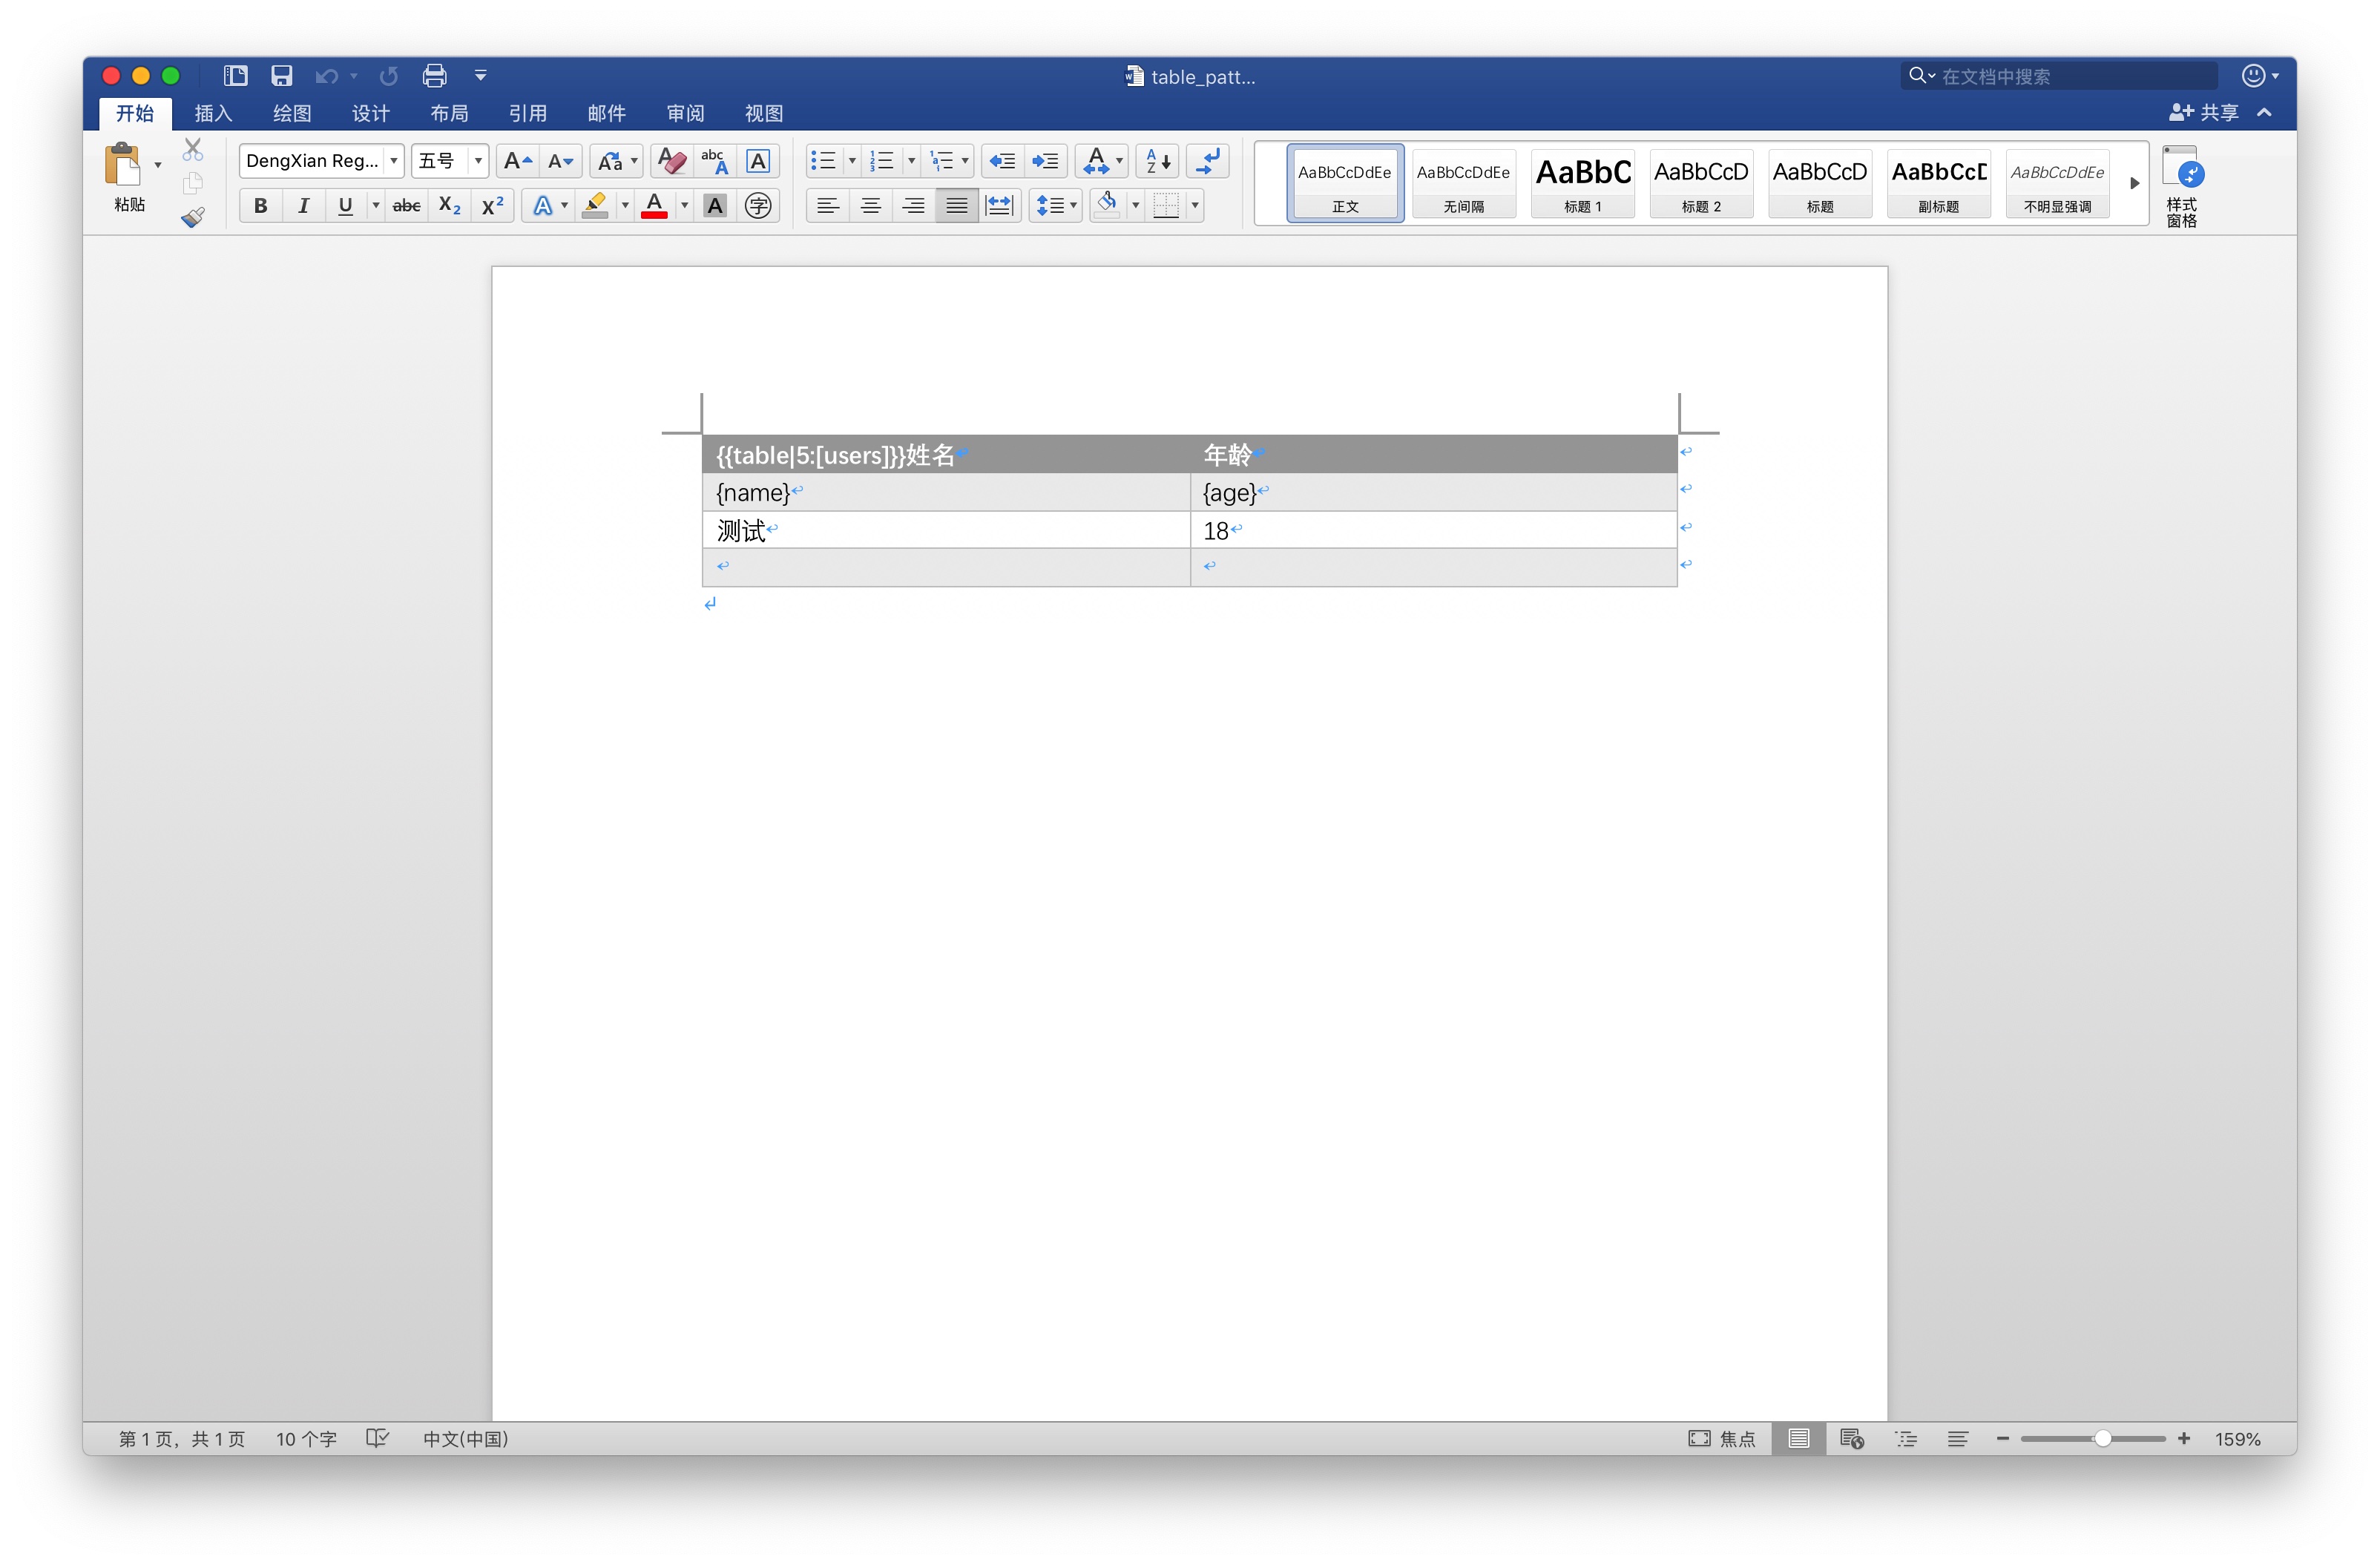 table_patt...
在文档中搜索
开始 插入 绘图 设计 布局 引用 邮件 审阅 视图 共享
粘贴
DengXian Reg... 五号
AaBbCcDdEe AaBbCcDdEe AaBbC AaBbCcD AaBbCcD AaBbCcD AaBbCcDdEe
正文 无间隔 标题 1 标题 2 标题 副标题 不明显强调
样式
窗格
{{table|5:[users]}}姓名 年龄
{name} {age}
测试 18
第 1 页，共 1 页 10 个字 中文(中国) 焦点 159%